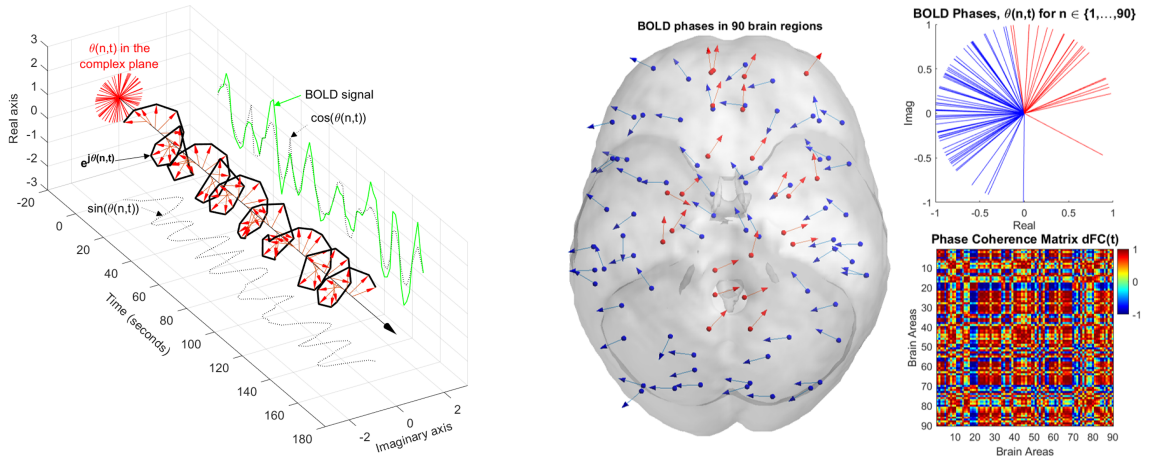 θ(n,t) in the
complex plane
BOLD signal
cos(θ(n,t))
e^jθ(n,t)
sin(θ(n,t))
Real axis
3
2
1
0
-1
-2
-3
-20
0
20
40
60
80
100
120
140
160
180
Time (seconds)
-2
0
2
Imaginary axis
BOLD phases in 90 brain regions
BOLD Phases, θ(n,t) for n ∈ {1,...,90}
Imag
1
0.5
0
-0.5
-1
-1
-0.5
0
0.5
1
Real
Phase Coherence Matrix dFC(t)
Brain Areas
10
20
30
40
50
60
70
80
90
10 20 30 40 50 60 70 80 90
Brain Areas
1
-1